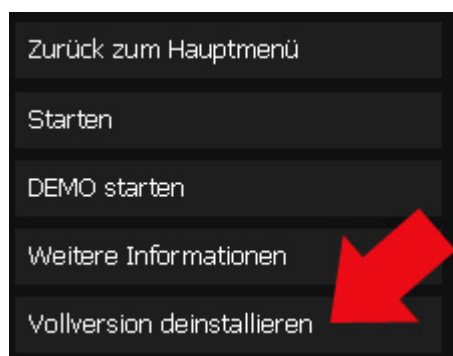 Zurück zum Hauptmenü
Starten
DEMO starten
Weitere Informationen
Vollversion deinstallieren